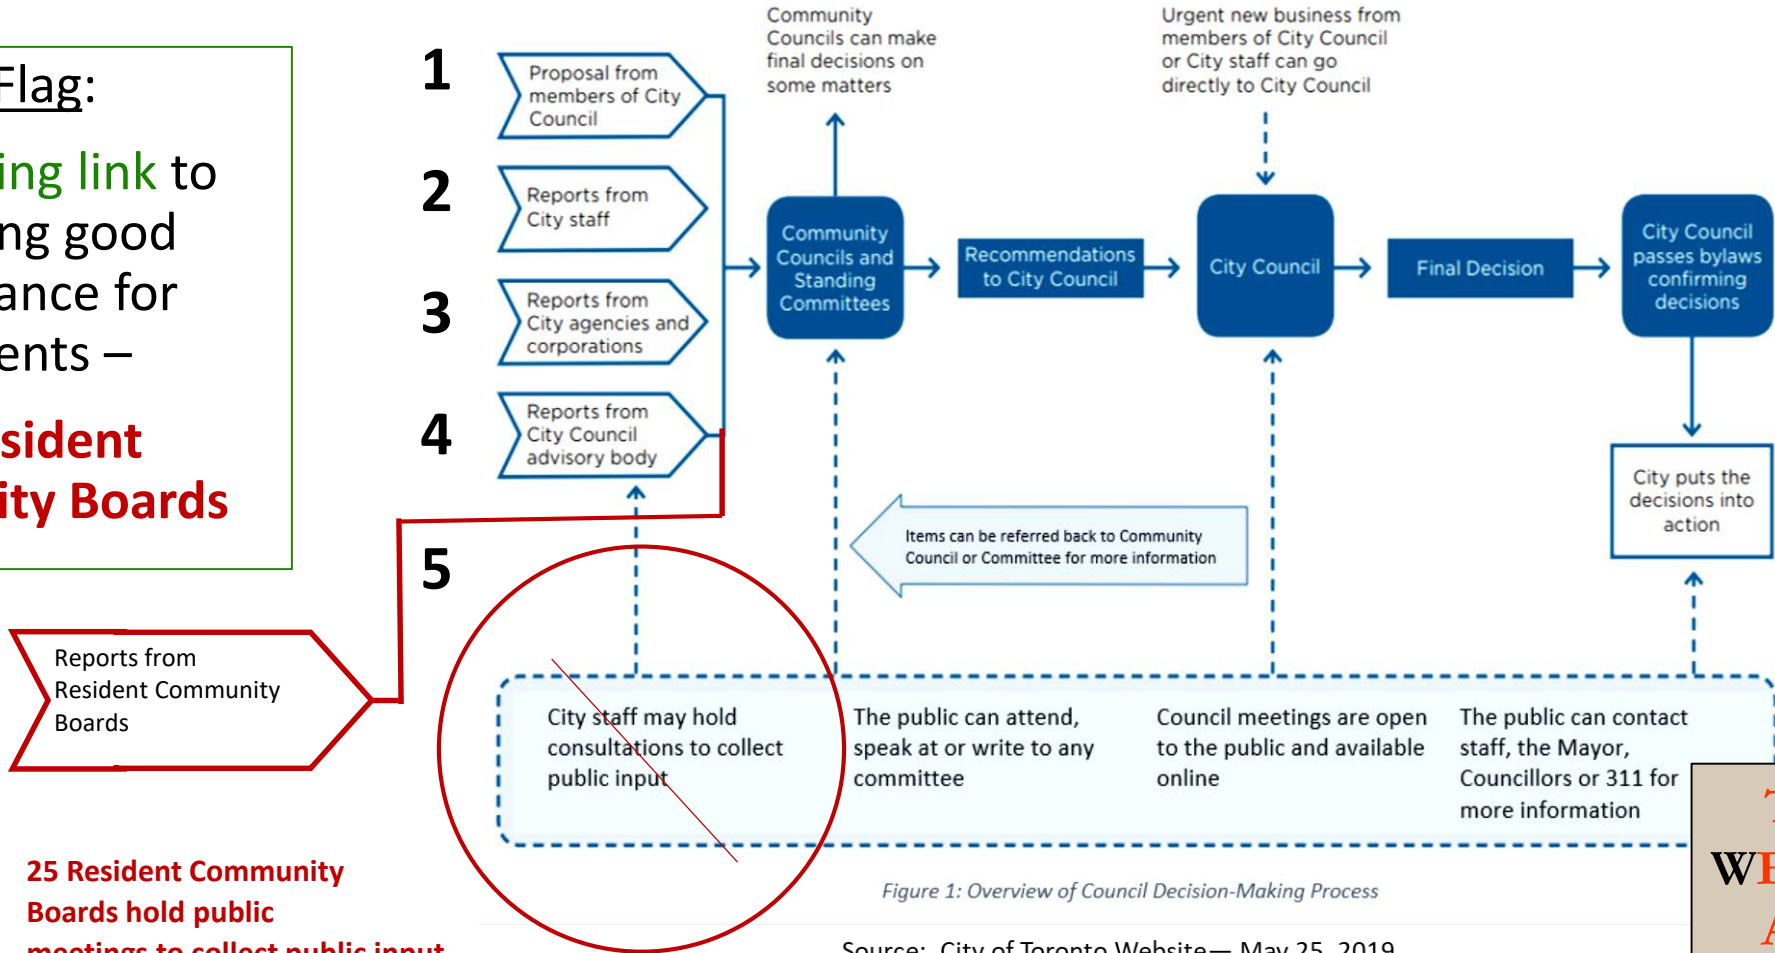 Flag:
ing link to
ng good
ance for
ents –
sident
ity Boards
1
Proposal from
members of City
Council
2
Reports from
City staff
3
Reports from
City agencies and
corporations
4
Reports from
City Council
advisory body
5
Community
Councils can make
final decisions on
some matters
Urgent new business from
members of City Council
or City staff can go
directly to City Council
Community
Councils and
Standing
Committees
Recommendations
to City Council
City Council
Final Decision
City Council
passes bylaws
confirming
decisions
City puts the
decisions into
action
Items can be referred back to Community
Council or Committee for more information
Reports from
Resident Community
Boards
City staff may hold
consultations to collect
public input
The public can attend,
speak at or write to any
committee
Council meetings are open
to the public and available
online
The public can contact
staff, the Mayor,
Councillors or 311 for
more information
25 Resident Community
Boards hold public
meetings to collect public input
Figure 1: Overview of Council Decision-Making Process
Source: City of Toronto Website— May 25, 2019